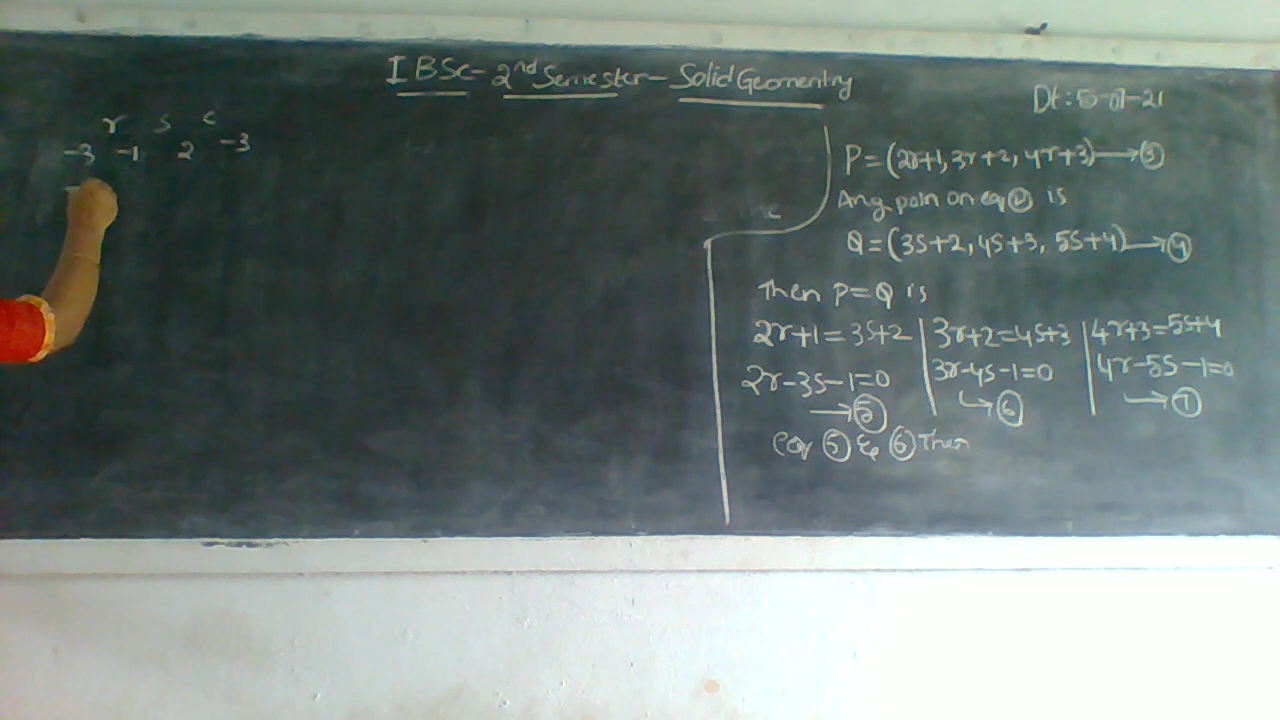 I BSc - 2nd Semester - Solid Geomentry
Dt: 5-07-21
r s c
-3 -1 2 -3
P = (2r+1, 3r+2, 4r+3) → ③
Any poin on eq ② is
Q = (3s+2, 4s+3, 5s+4) → ④
Then P = Q is
2r+1 = 3s+2 | 3r+2 = 4s+3 | 4r+3 = 5s+4
2r-3s-1=0 | 3r-4s-1=0 | 4r-5s-1=0
→ ⑤ ↳ ⑥ ↳ ⑦
eq ⑤ & ⑥ Then